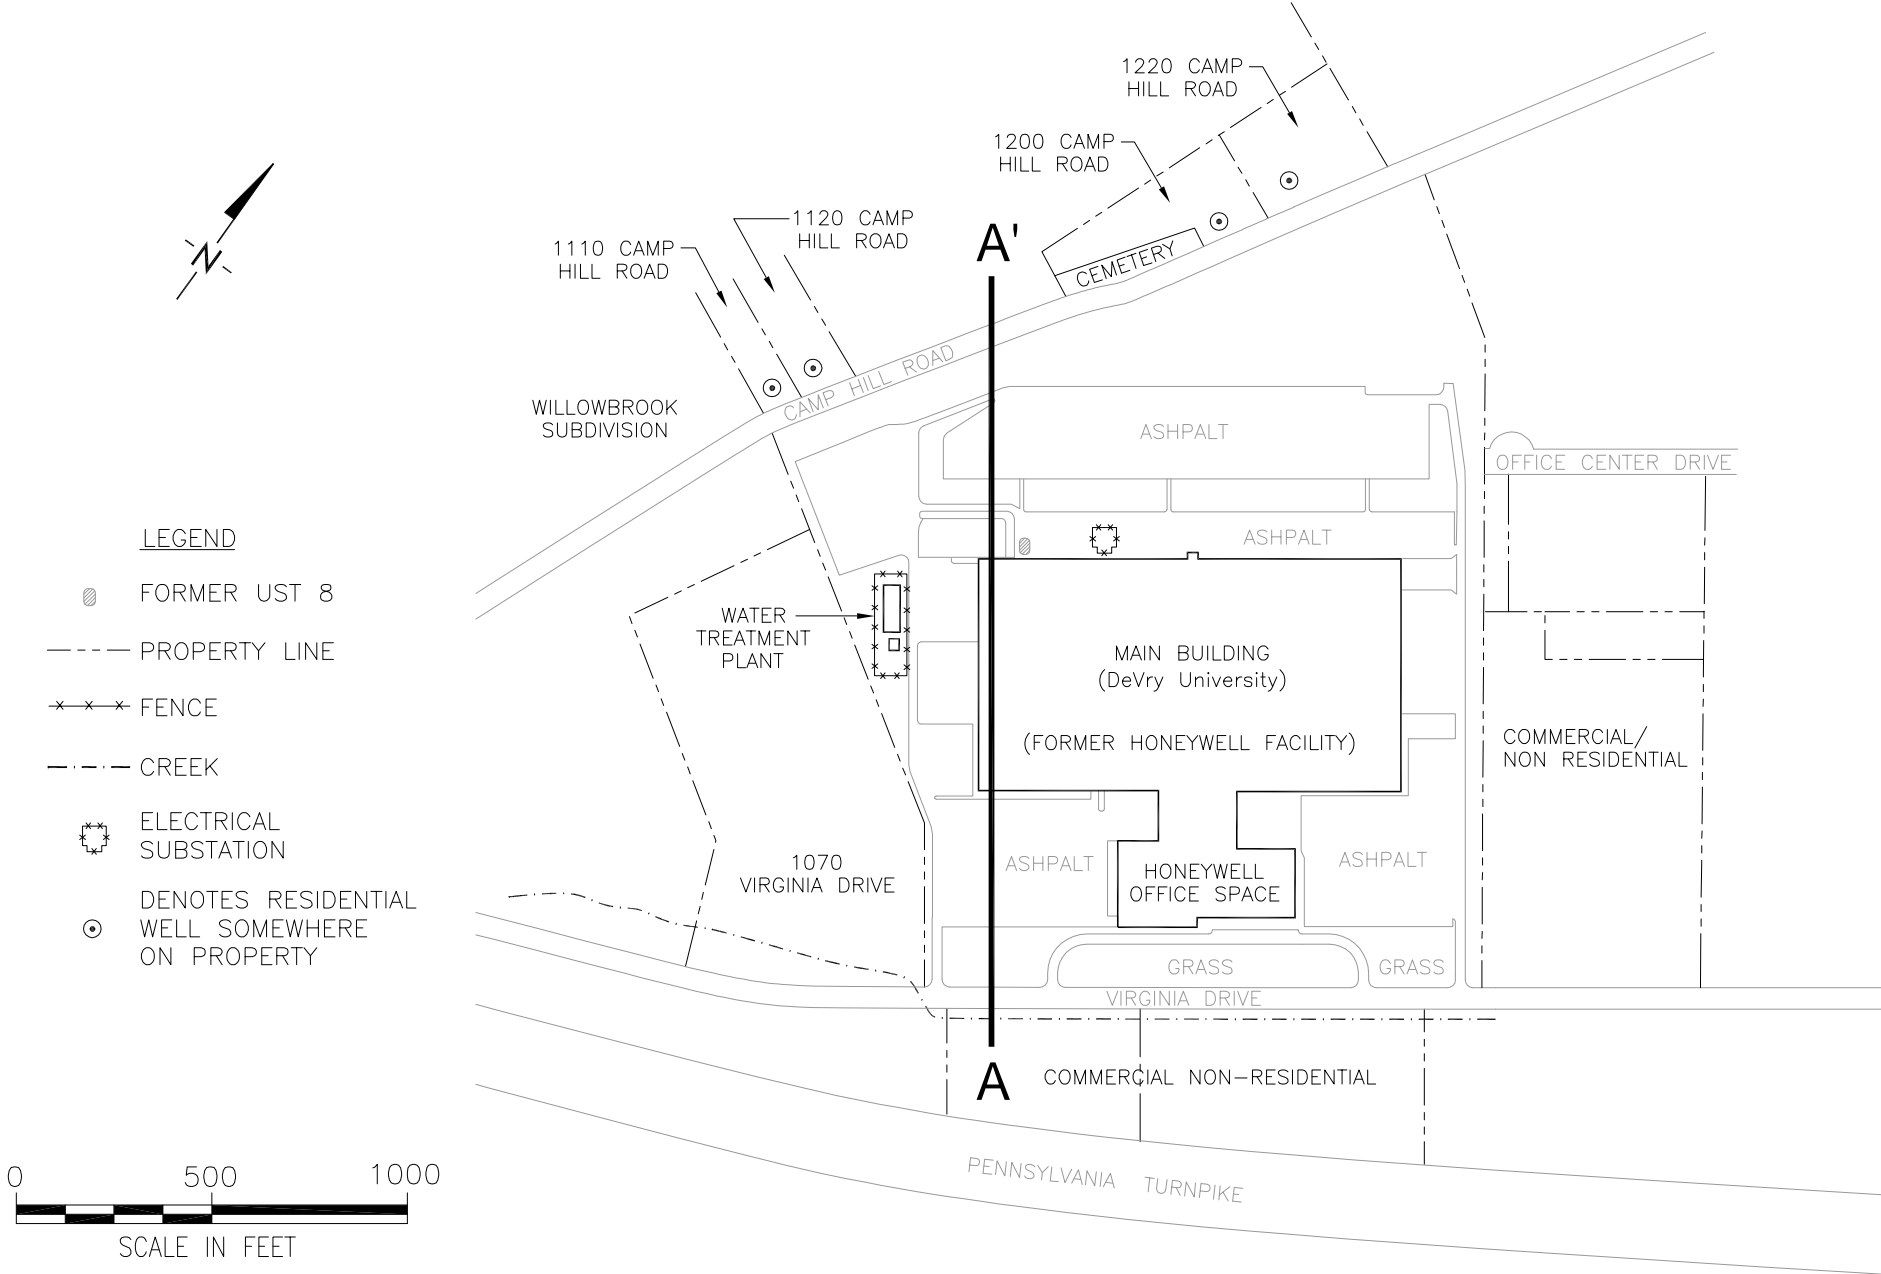 1220 CAMP
HILL ROAD
1200 CAMP
HILL ROAD
1120 CAMP
HILL ROAD
1110 CAMP
HILL ROAD
A'
CEMETERY
N
CAMP HILL ROAD
WILLOWBROOK
SUBDIVISION
ASHPALT
OFFICE CENTER DRIVE
ASHPALT
LEGEND
FORMER UST 8
PROPERTY LINE
FENCE
CREEK
ELECTRICAL
SUBSTATION
DENOTES RESIDENTIAL
WELL SOMEWHERE
ON PROPERTY
WATER
TREATMENT
PLANT
MAIN BUILDING
(DeVry University)
(FORMER HONEYWELL FACILITY)
COMMERCIAL/
NON RESIDENTIAL
1070
VIRGINIA DRIVE
ASHPALT
HONEYWELL
OFFICE SPACE
ASHPALT
GRASS
GRASS
VIRGINIA DRIVE
A
COMMERCIAL NON-RESIDENTIAL
PENNSYLVANIA TURNPIKE
0 500 1000
SCALE IN FEET